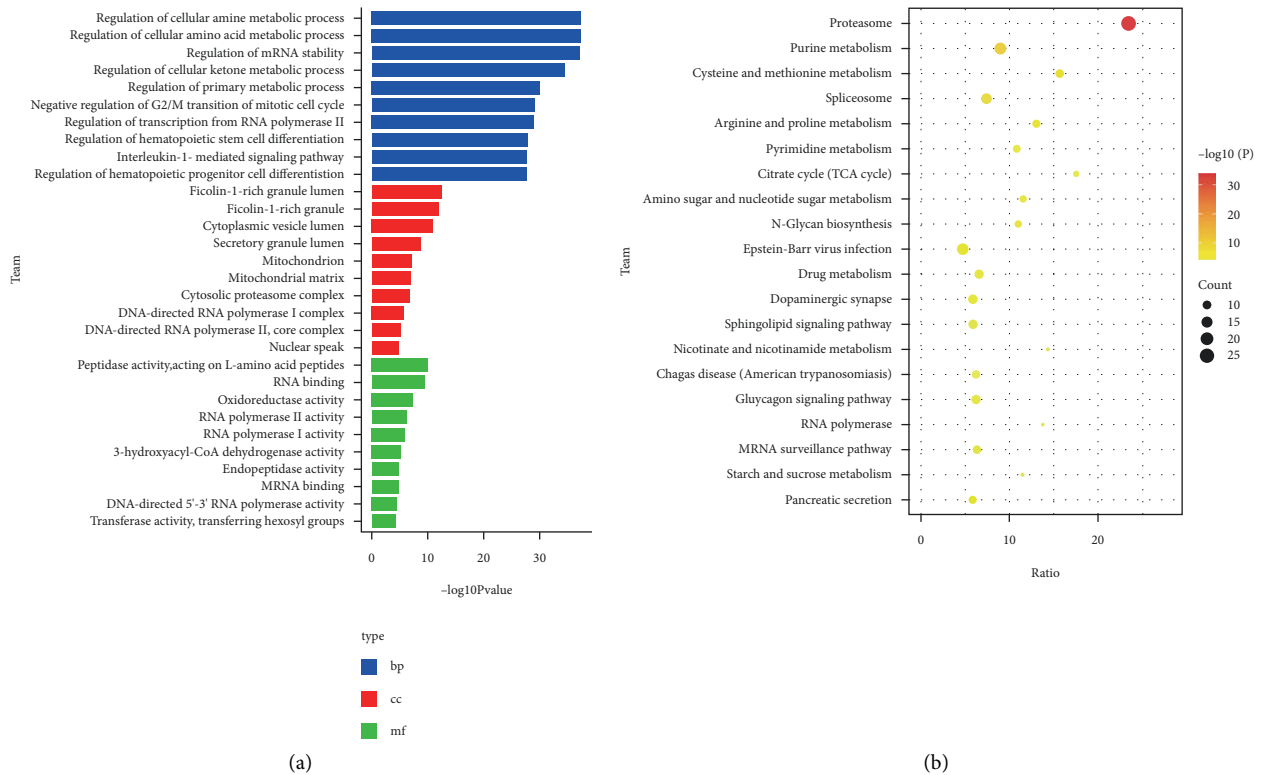 Regulation of cellular amine metabolic process
Regulation of cellular amino acid metabolic process
Regulation of mRNA stability
Regulation of cellular ketone metabolic process
Regulation of primary metabolic process
Negative regulation of G2/M transition of mitotic cell cycle
Regulation of transcription from RNA polymerase II
Regulation of hematopoietic stem cell differentiation
Interleukin-1- mediated signaling pathway
Regulation of hematopoietic progenitor cell differentistion
Ficolin-1-rich granule lumen
Ficolin-1-rich granule
Cytoplasmic vesicle lumen
Secretory granule lumen
Mitochondrion
Mitochondrial matrix
Cytosolic proteasome complex
DNA-directed RNA polymerase I complex
DNA-directed RNA polymerase II, core complex
Nuclear speak
Peptidase activity,acting on L-amino acid peptides
RNA binding
Oxidoreductase activity
RNA polymerase II activity
RNA polymerase I activity
3-hydroxyacyl-CoA dehydrogenase activity
Endopeptidase activity
MRNA binding
DNA-directed 5'-3' RNA polymerase activity
Transferase activity, transferring hexosyl groups
Team
0 10 20 30
–log10Pvalue
type
bp
cc
mf
(a)
Proteasome
Purine metabolism
Cysteine and methionine metabolism
Spliceosome
Arginine and proline metabolism
Pyrimidine metabolism
Citrate cycle (TCA cycle)
Amino sugar and nucleotide sugar metabolism
N-Glycan biosynthesis
Epstein-Barr virus infection
Drug metabolism
Dopaminergic synapse
Sphingolipid signaling pathway
Nicotinate and nicotinamide metabolism
Chagas disease (American trypanosomiasis)
Gluycagon signaling pathway
RNA polymerase
MRNA surveillance pathway
Starch and sucrose metabolism
Pancreatic secretion
Team
0 10 20
Ratio
–log10 (P)
30
20
10
Count
10
15
20
25
(b)